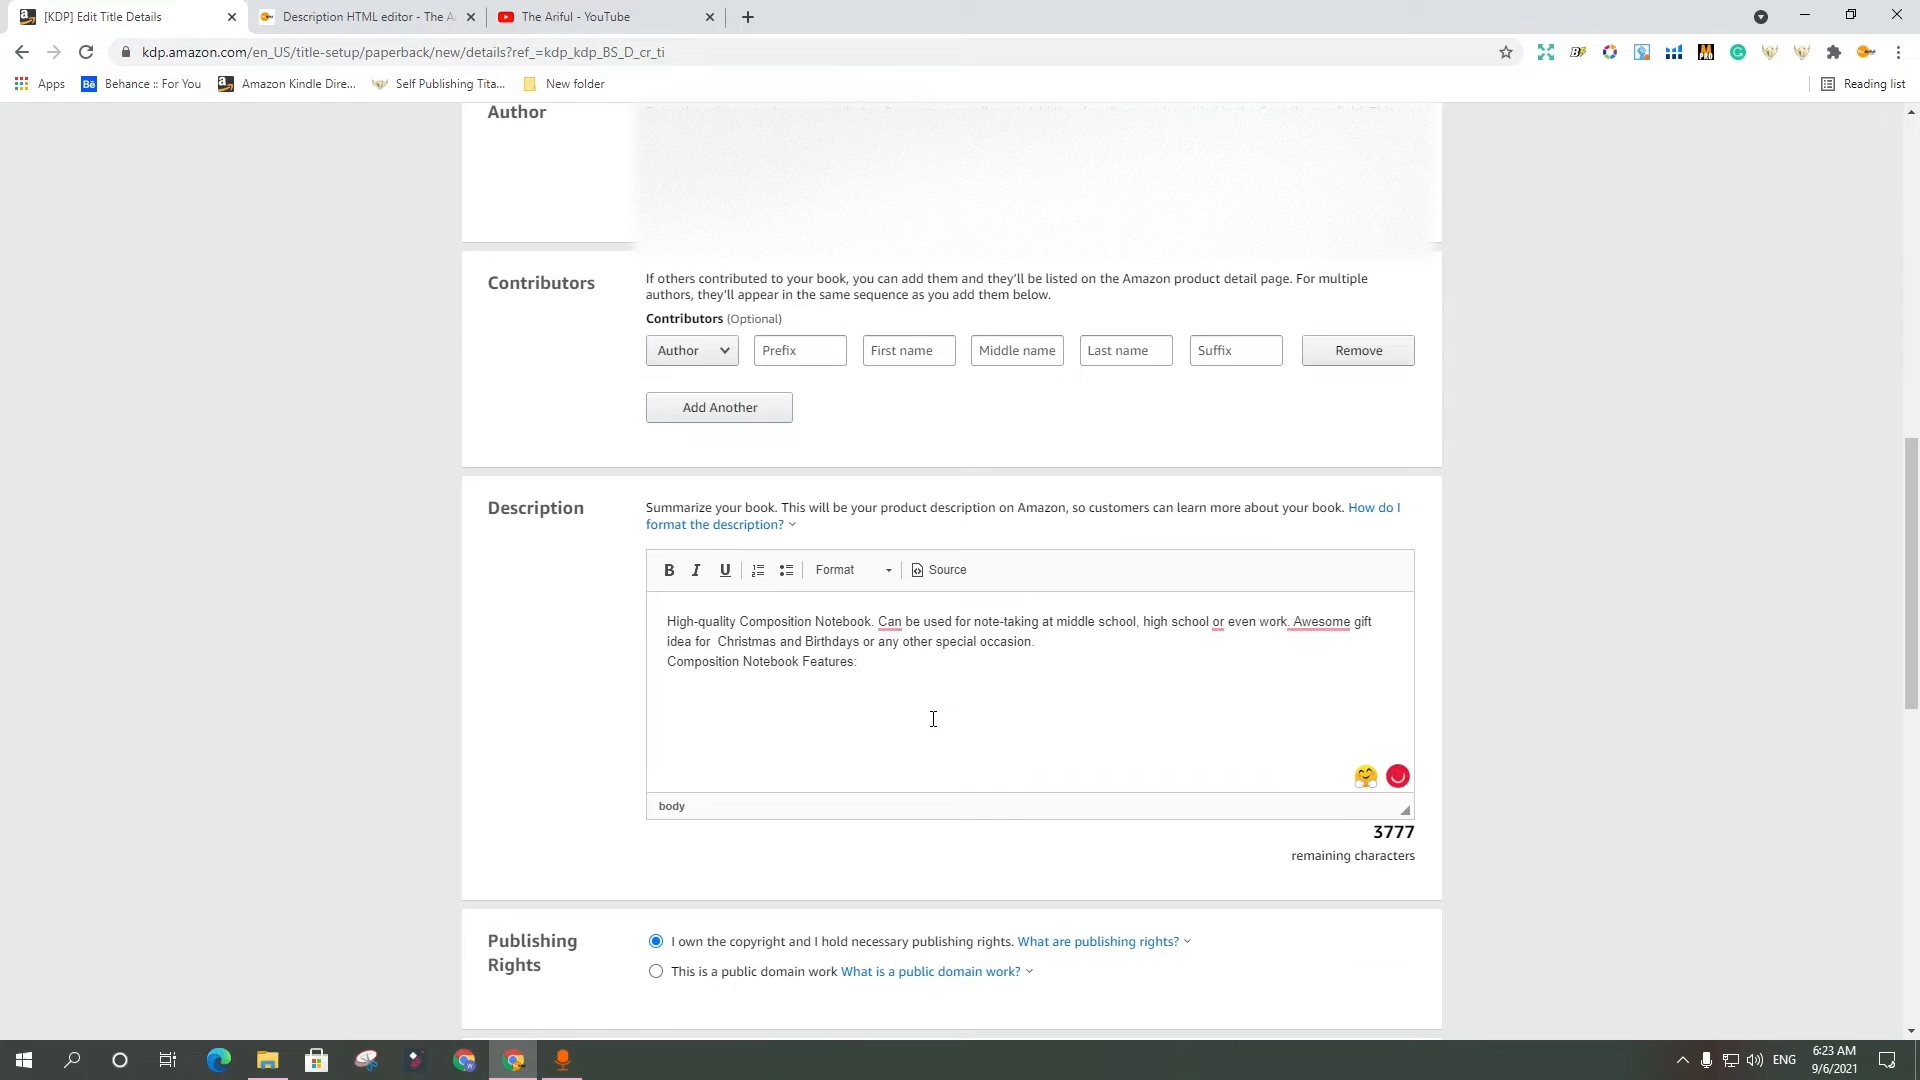 [KDP] Edit Title Details
Description HTML editor - The A
The Ariful - YouTube
kdp.amazon.com/en_US/title-setup/paperback/new/details?ref_=kdp_kdp_BS_D_cr_ti
Apps
Behance :: For You
Amazon Kindle Dire...
Self Publishing Tita...
New folder
Reading list
Author
Contributors
If others contributed to your book, you can add them and they'll be listed on the Amazon product detail page. For multiple
authors, they'll appear in the same sequence as you add them below.
Contributors (Optional)
Author Prefix First name Middle name Last name Suffix Remove
Add Another
Description
Summarize your book. This will be your product description on Amazon, so customers can learn more about your book. How do I
format the description?
B I U Format Source
High-quality Composition Notebook. Can be used for note-taking at middle school, high school or even work. Awesome gift
idea for  Christmas and Birthdays or any other special occasion.
Composition Notebook Features:
body
3777
remaining characters
Publishing
Rights
I own the copyright and I hold necessary publishing rights. What are publishing rights?
This is a public domain work What is a public domain work?
ENG
6:23 AM
9/6/2021